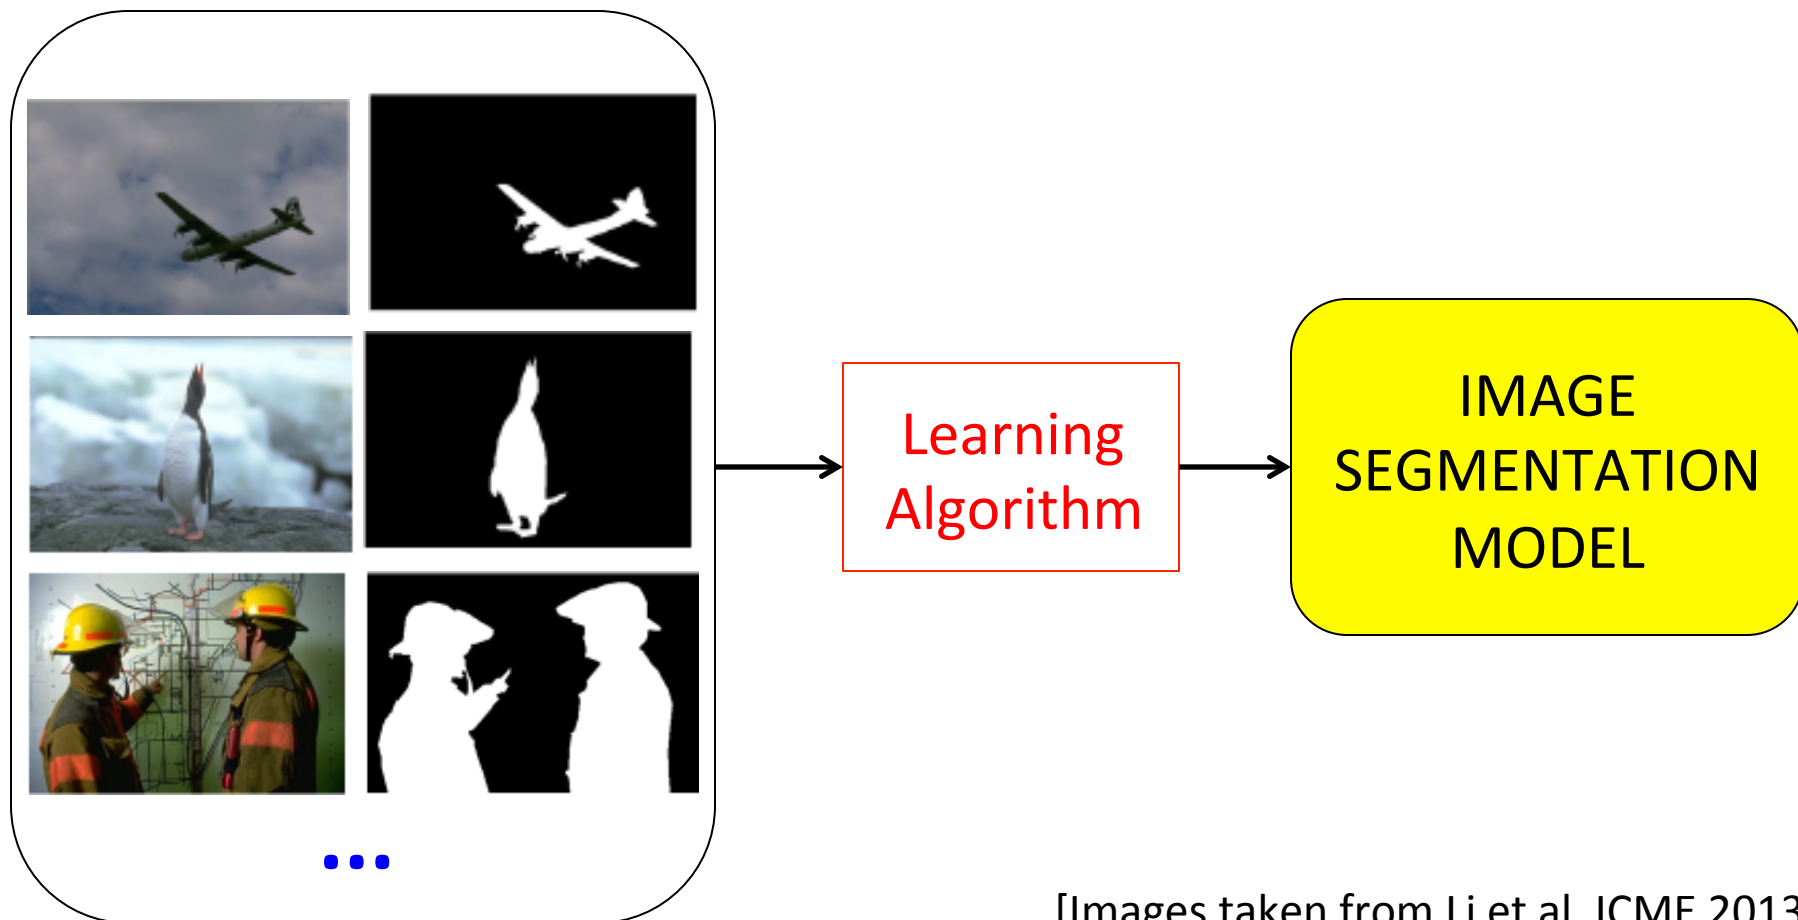 Learning
Algorithm
IMAGE
SEGMENTATION
MODEL
...
[Images taken from Li et al. ICME 2013